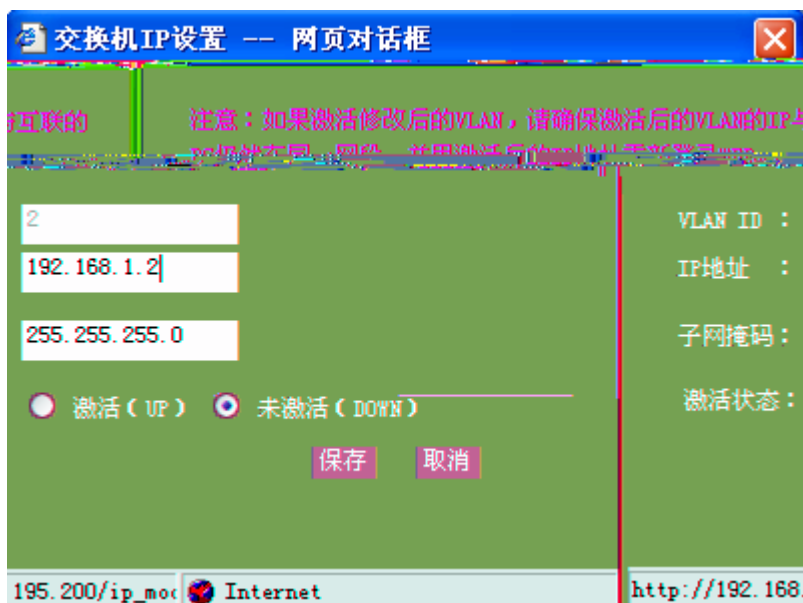 交换机IP设置 -- 网页对话框
互联的
注意：如果激活修改后的VLAN，请确保激活后的VLAN的IP与
2
VLAN ID ：
192.168.1.2
IP地址 ：
255.255.255.0
子网掩码：
激活（UP） 未激活（DOWN）
激活状态：
保存 取消
195.200/ip_mo Internet
http://192.168.